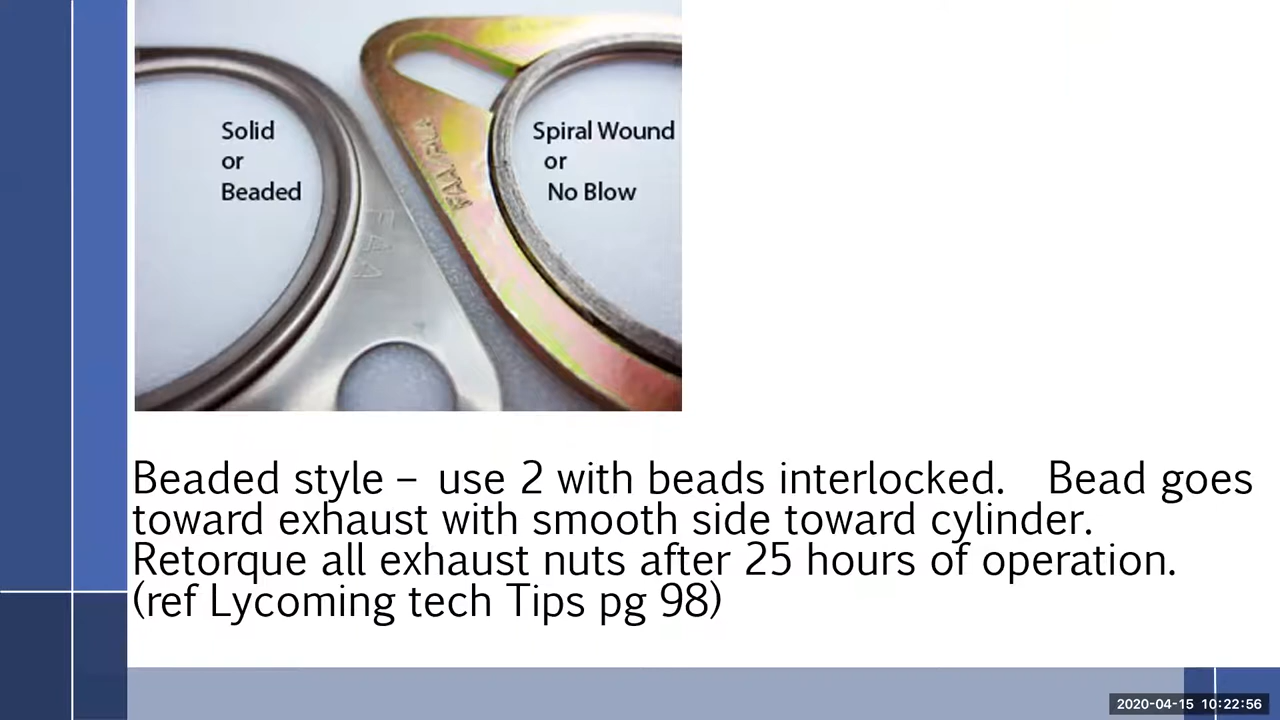 Solid
or
Beaded
Spiral Wound
or
No Blow
FAA
Beaded style – use 2 with beads interlocked. Bead goes
toward exhaust with smooth side toward cylinder.
Retorque all exhaust nuts after 25 hours of operation.
(ref Lycoming tech Tips pg 98)
2020-04-15 10:22:56